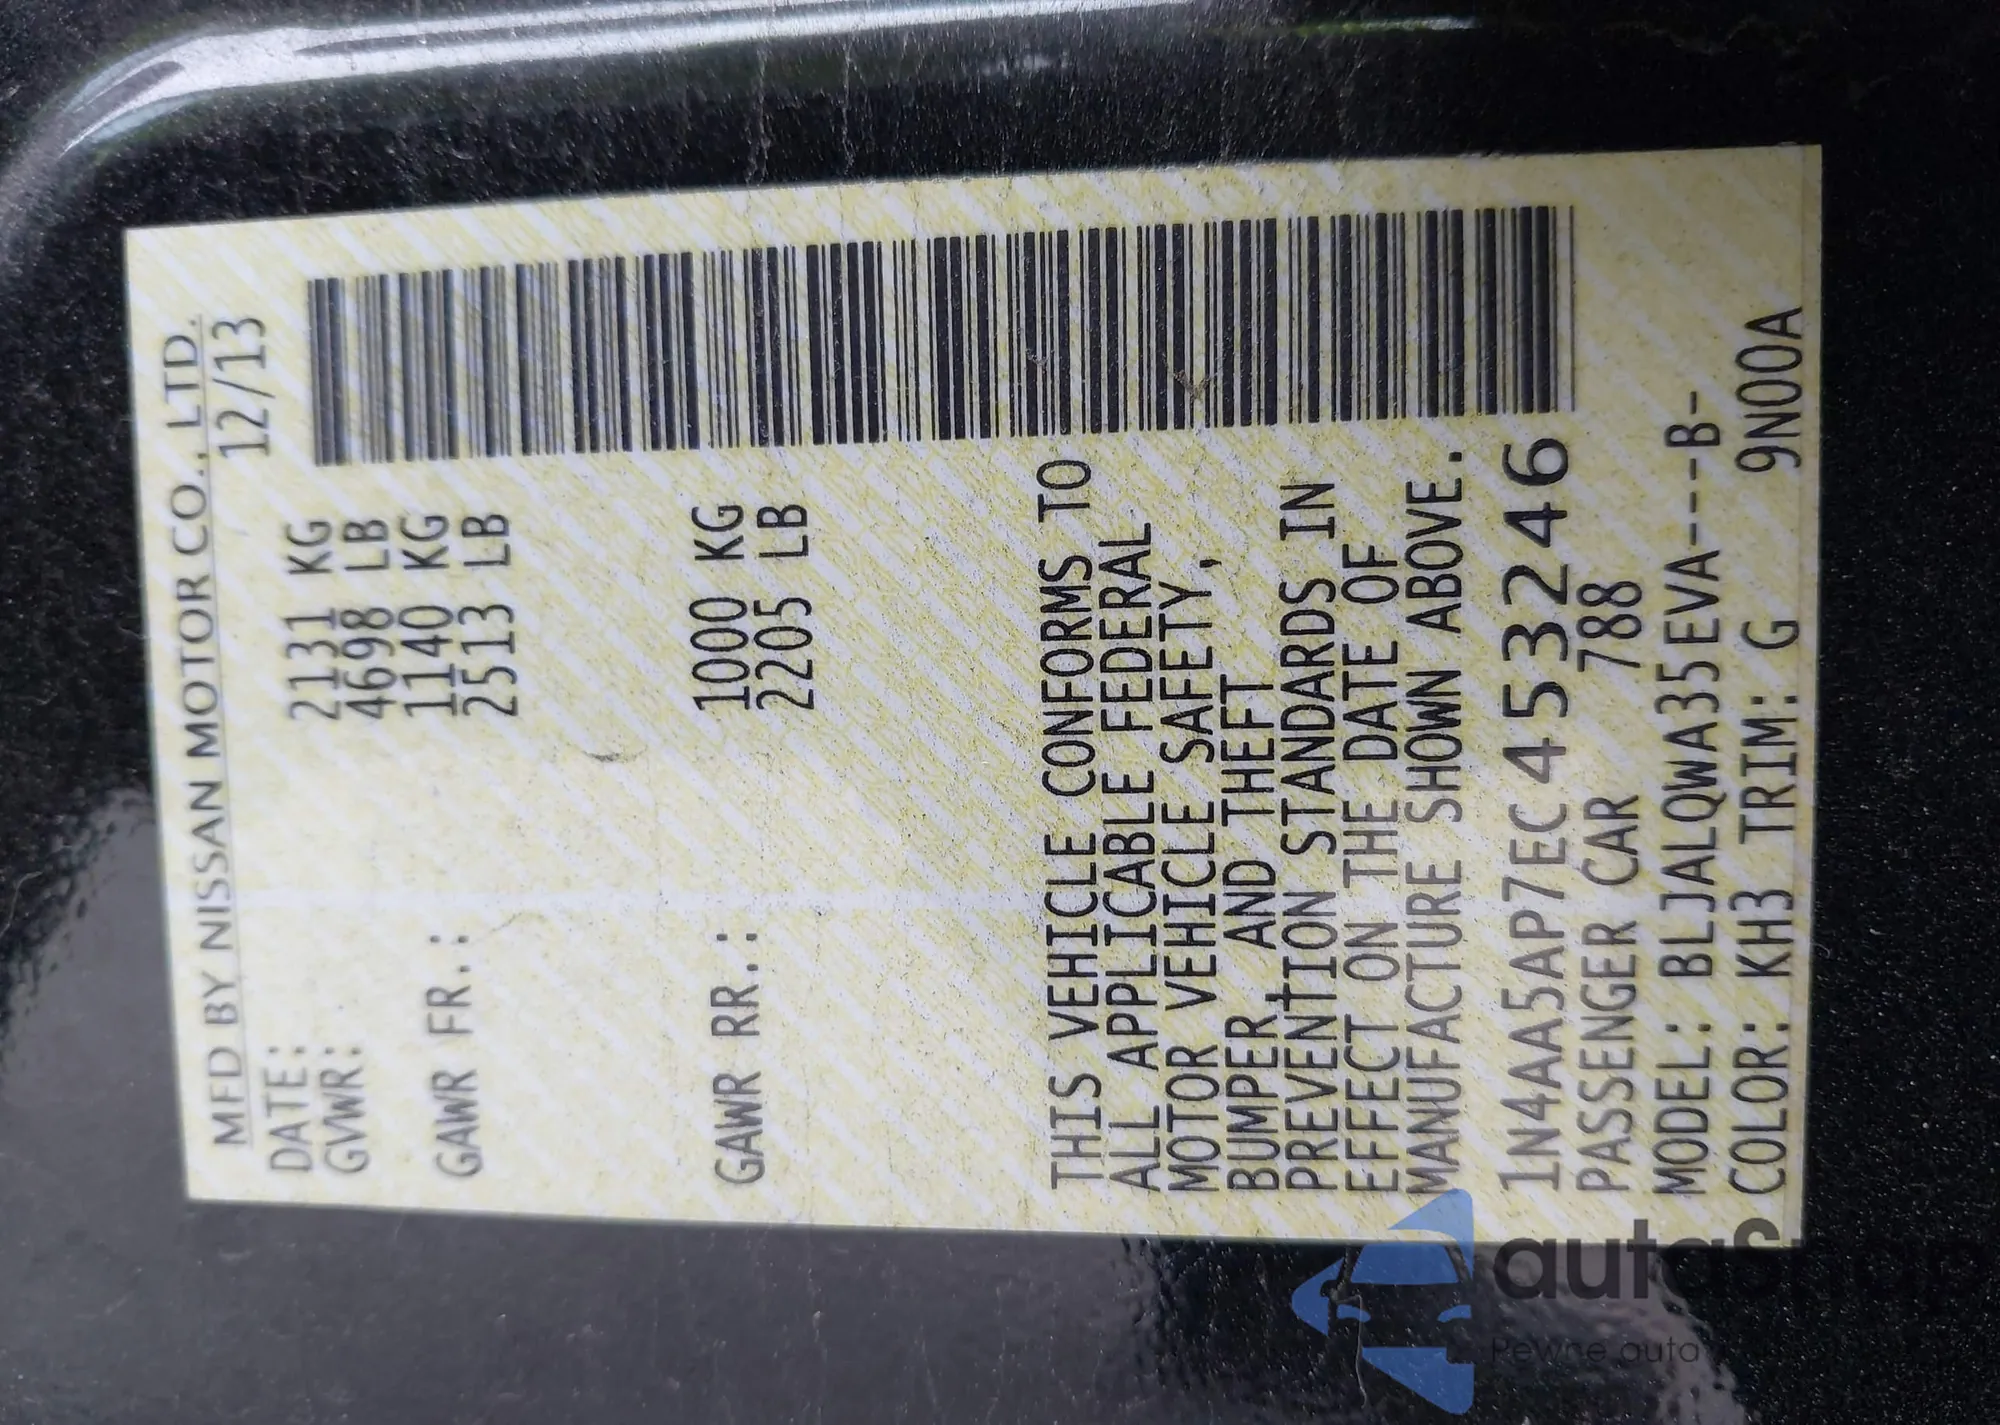 MFD BY NISSAN MOTOR CO., LTD.
DATE: 12/13
GVWR: 2131 KG
4698 LB
GAWR FR.: 1140 KG
2513 LB
GAWR RR.: 1000 KG
2205 LB
THIS VEHICLE CONFORMS TO
ALL APPLICABLE FEDERAL
MOTOR VEHICLE SAFETY,
BUMPER, AND THEFT
PREVENTION STANDARDS IN
EFFECT ON THE DATE OF
MANUFACTURE SHOWN ABOVE.
1N4AA5AP7EC453246
PASSENGER CAR 788
MODEL: BLJALQWA35EVA---B-
COLOR: KH3 TRIM: G 9N00A
autaShop
Pewne auta